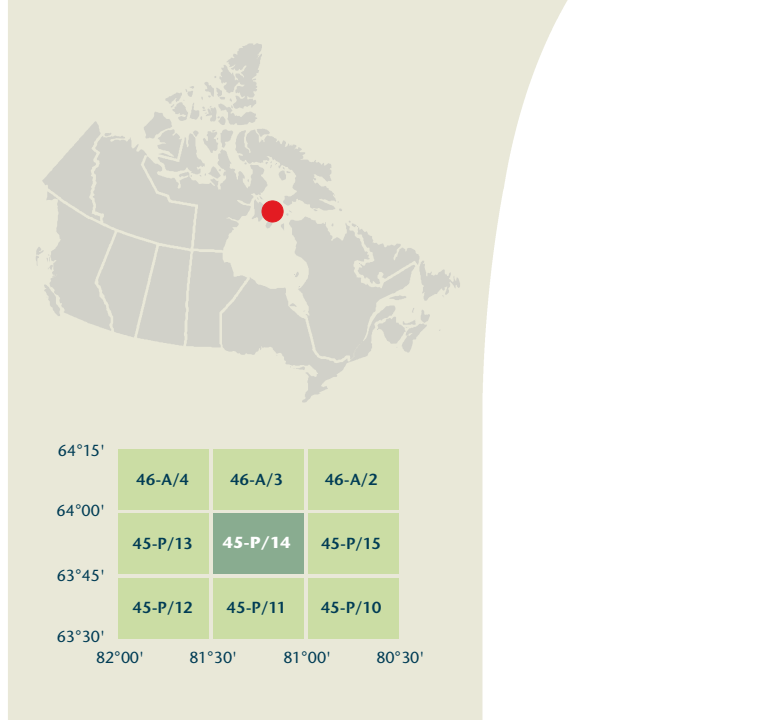 64°15'
46-A/4 46-A/3 46-A/2
64°00'
45-P/13 45-P/14 45-P/15
63°45'
45-P/12 45-P/11 45-P/10
63°30'
82°00' 81°30' 81°00' 80°30'